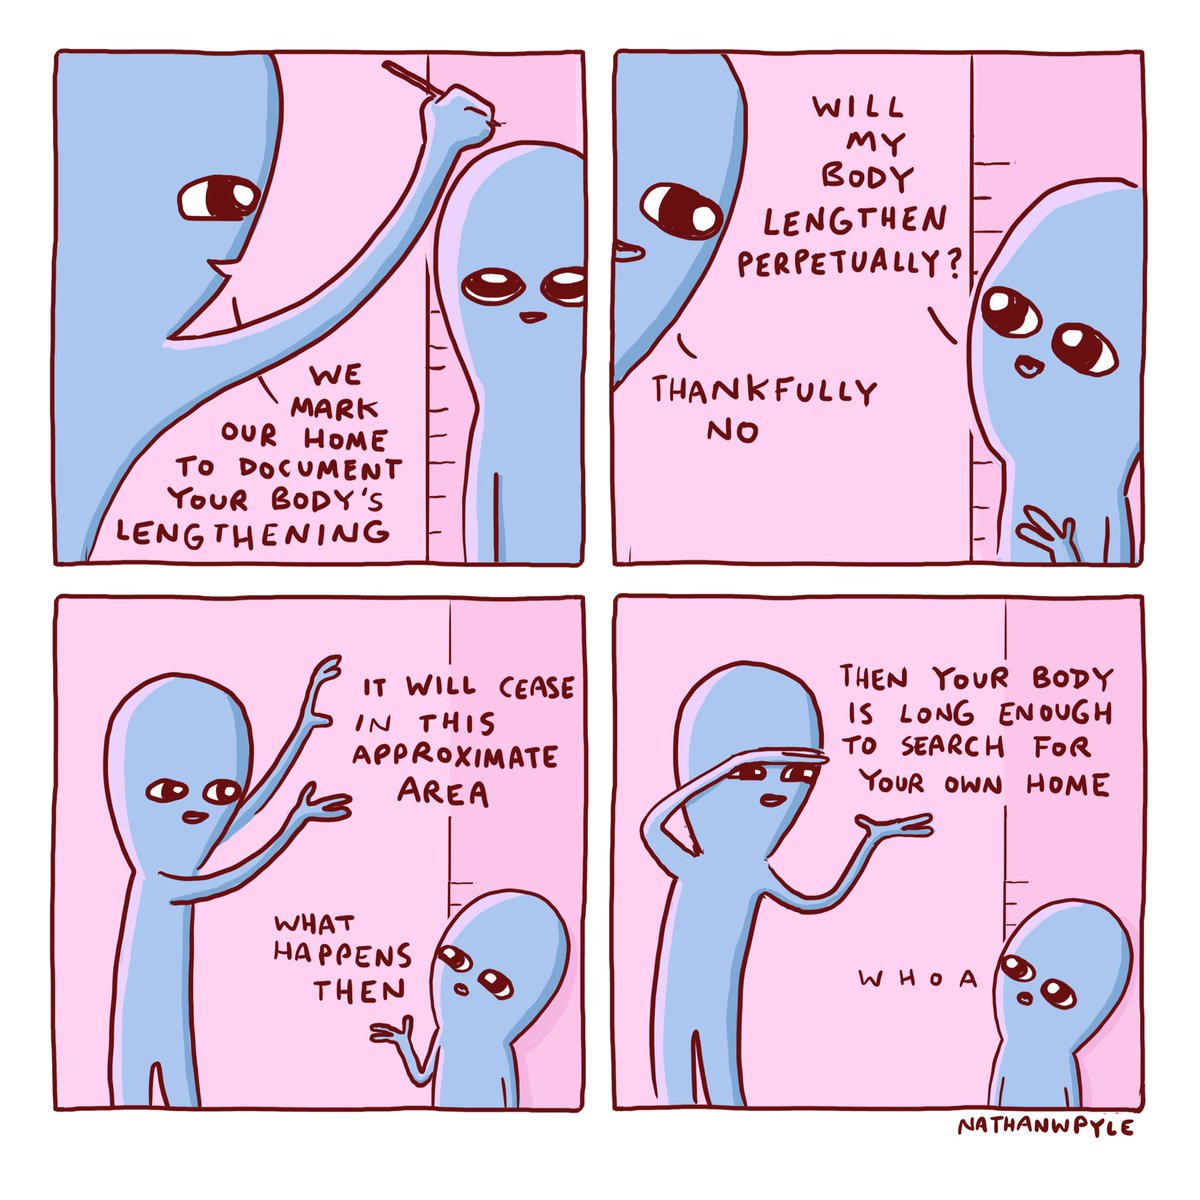 WE
MARK
OUR HOME
TO DOCUMENT
YOUR BODY'S
LENGTHENING
WILL
MY
BODY
LENGTHEN
PERPETUALLY?
THANKFULLY
NO
IT WILL CEASE
IN THIS
APPROXIMATE
AREA
WHAT
HAPPENS
THEN
THEN YOUR BODY
IS LONG ENOUGH
TO SEARCH FOR
YOUR OWN HOME
WHOA
NATHANWPYLE